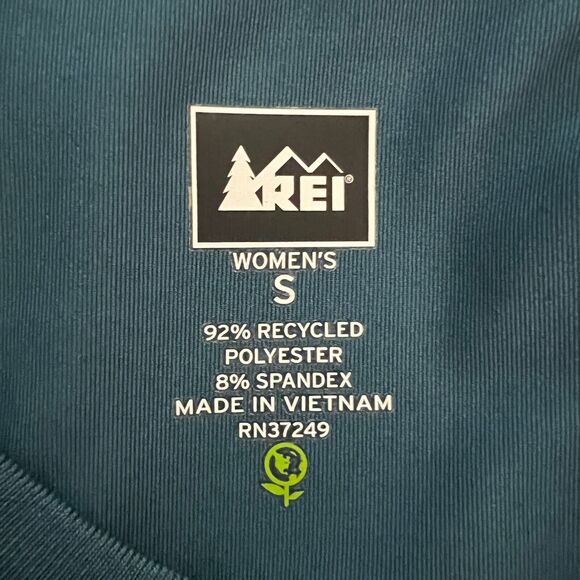 REI®
WOMEN'S
S
92% RECYCLED
POLYESTER
8% SPANDEX
MADE IN VIETNAM
RN37249